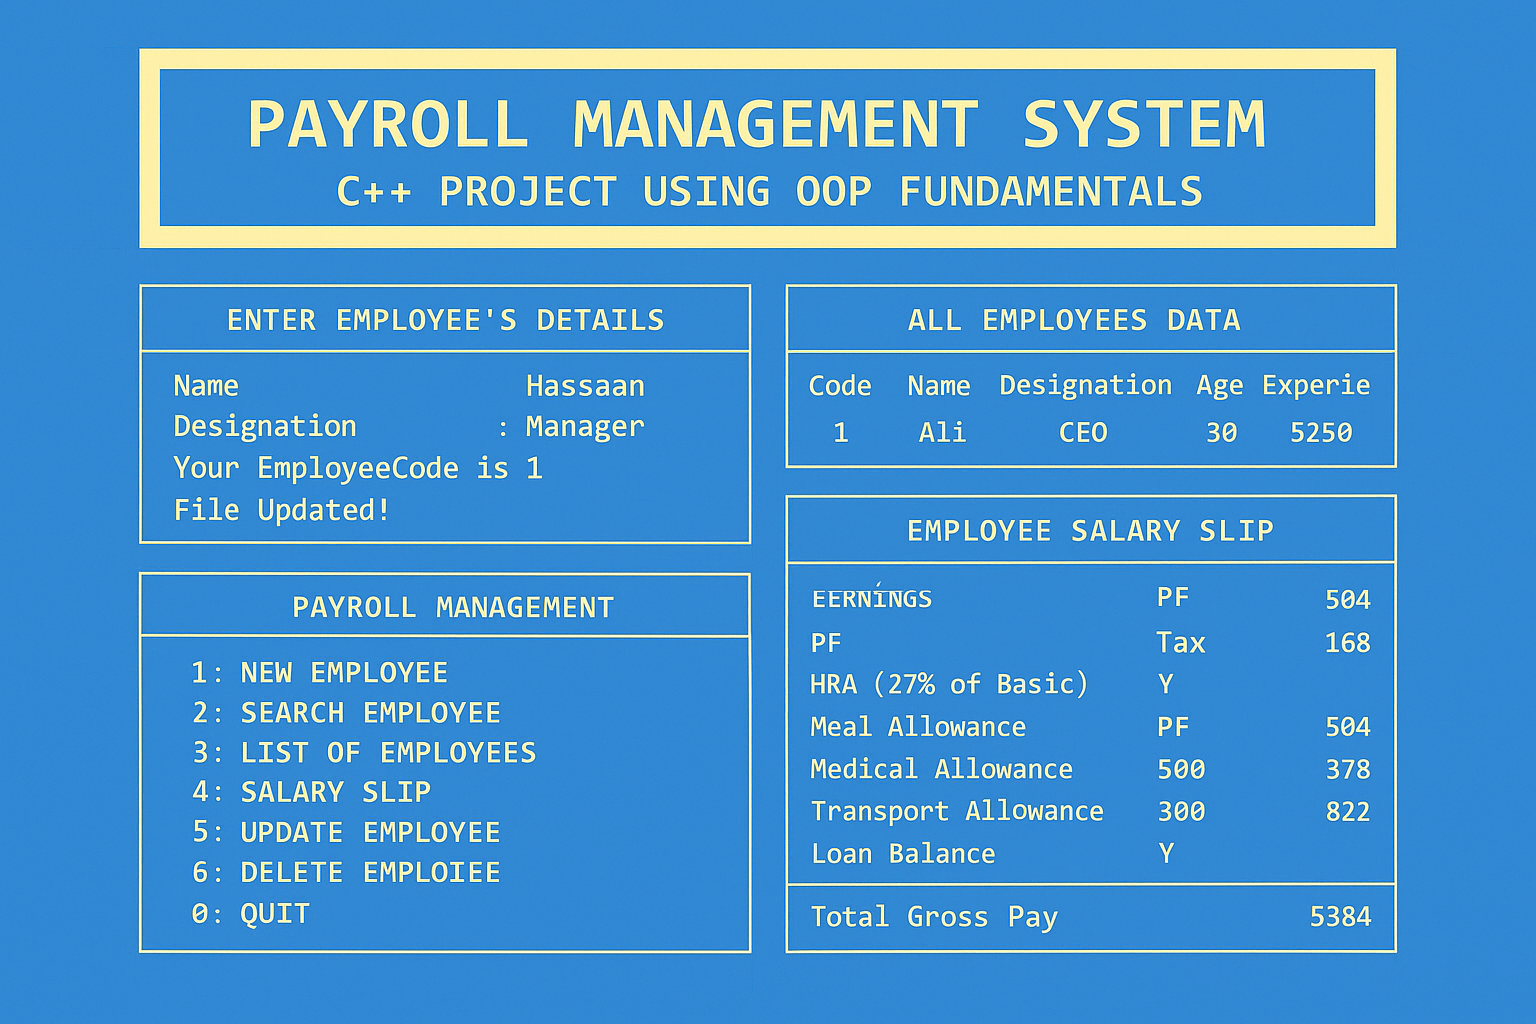 PAYROLL MANAGEMENT SYSTEM
C++ PROJECT USING OOP FUNDAMENTALS
ENTER EMPLOYEE'S DETAILS
Name Hassaan
Designation : Manager
Your EmployeeCode is 1
File Updated!
PAYROLL MANAGEMENT
1: NEW EMPLOYEE
2: SEARCH EMPLOYEE
3: LIST OF EMPLOYEES
4: SALARY SLIP
5: UPDATE EMPLOYEE
6: DELETE EMPLOIEE
0: QUIT
ALL EMPLOYEES DATA
Code Name Designation Age Experie
1 Ali CEO 30 5250
EMPLOYEE SALARY SLIP
EERNíNGS PF 504
PF Tax 168
HRA (27% of Basic) Y
Meal Allowance PF 504
Medical Allowance 500 378
Transport Allowance 300 822
Loan Balance Y
Total Gross Pay 5384